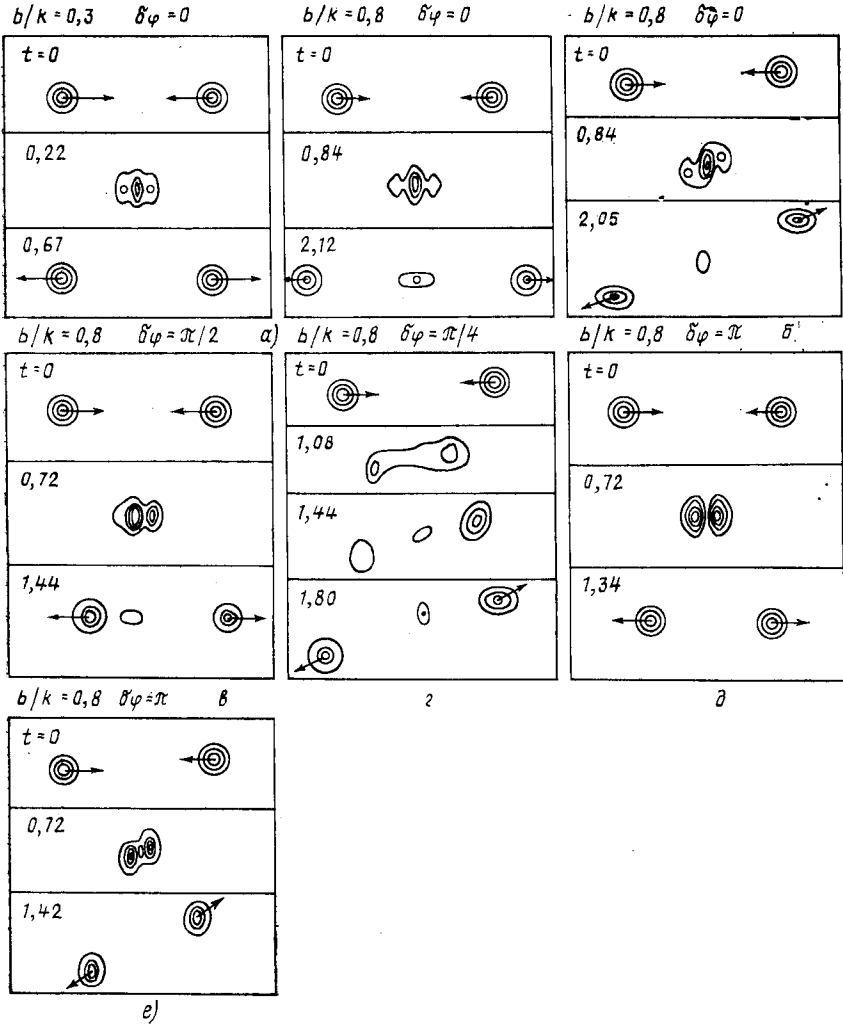 b/k = 0,3 δφ = 0
t = 0
0,22
0,67
b/k = 0,8 δφ = 0
t = 0
0,84
2,12
b/k = 0,8 δφ = 0
t = 0
0,84
2,05
а)
б
b/k = 0,8 δφ = π/2
t = 0
0,72
1,44
b/k = 0,8 δφ = π/4
t = 0
1,08
1,44
1,80
b/k = 0,8 δφ = π
t = 0
0,72
1,34
в
г
д
b/k = 0,8 δφ = π
t = 0
0,72
1,42
е)